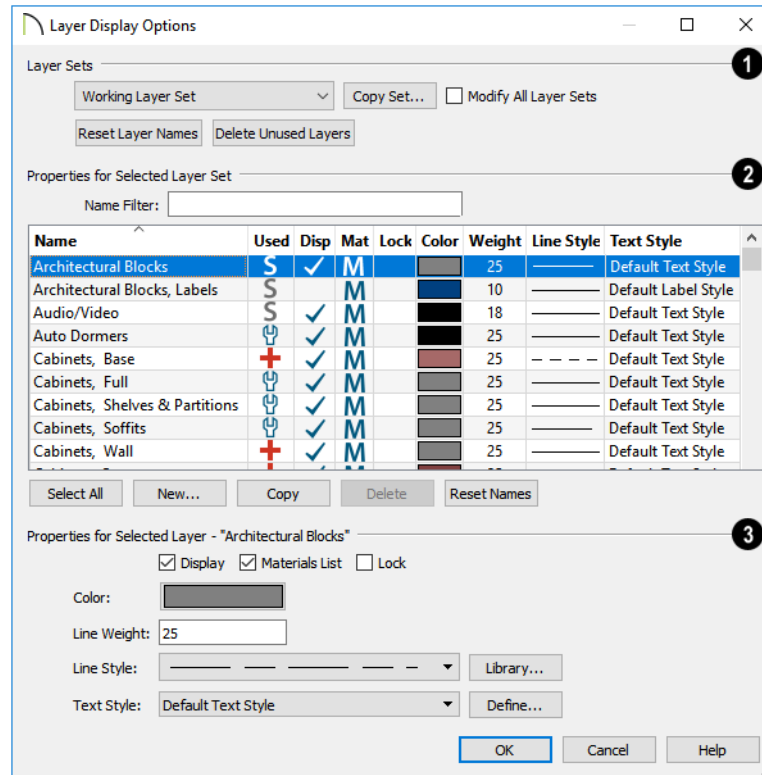 Layer Display Options
Layer Sets
1
Working Layer Set Copy Set... Modify All Layer Sets
Reset Layer Names Delete Unused Layers
Properties for Selected Layer Set
2
Name Filter:
Name Used Disp Mat Lock Color Weight Line Style Text Style
Architectural Blocks S M 25 Default Text Style
Architectural Blocks, Labels S M 10 Default Label Style
Audio/Video S M 18 Default Text Style
Auto Dormers M 25 Default Text Style
Cabinets, Base M 25 Default Text Style
Cabinets, Full M 25 Default Text Style
Cabinets, Shelves & Partitions M 25 Default Text Style
Cabinets, Soffits M 25 Default Text Style
Cabinets, Wall M 25 Default Text Style
Select All New... Copy Delete Reset Names
Properties for Selected Layer - "Architectural Blocks"
3
Display Materials List Lock
Color:
Line Weight: 25
Line Style: Library...
Text Style: Default Text Style Define...
OK Cancel Help